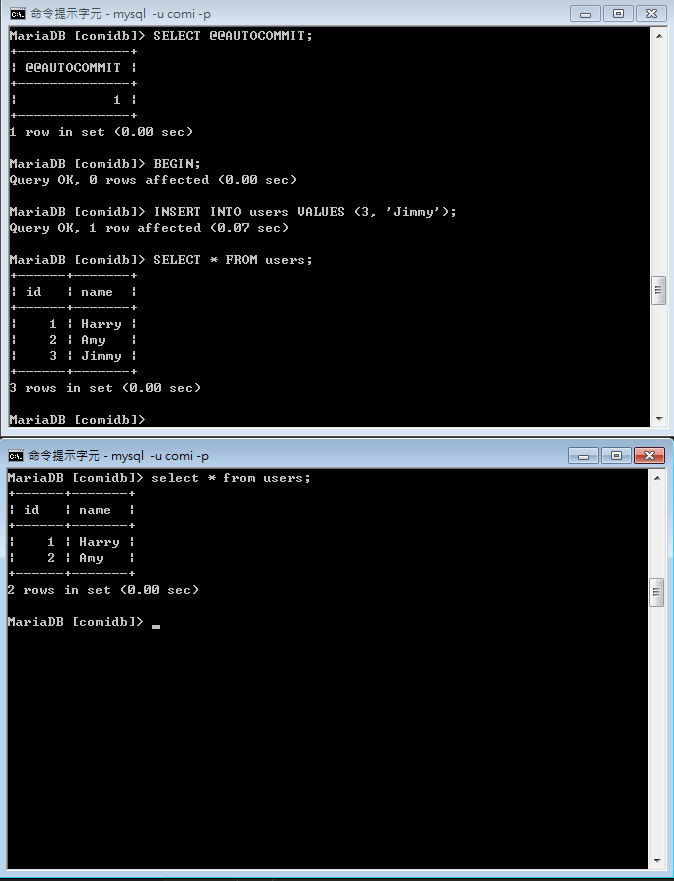 命令提示字元 - mysql -u comi -p
MariaDB [comidb]> SELECT @@AUTOCOMMIT;
+--------------+
| @@AUTOCOMMIT |
+--------------+
|            1 |
+--------------+
1 row in set (0.00 sec)
MariaDB [comidb]> BEGIN;
Query OK, 0 rows affected (0.00 sec)
MariaDB [comidb]> INSERT INTO users VALUES (3, 'Jimmy');
Query OK, 1 row affected (0.07 sec)
MariaDB [comidb]> SELECT * FROM users;
+------+-------+
| id   | name  |
+------+-------+
|    1 | Harry |
|    2 | Amy   |
|    3 | Jimmy |
+------+-------+
3 rows in set (0.00 sec)
MariaDB [comidb]>
命令提示字元 - mysql -u comi -p
MariaDB [comidb]> select * from users;
+------+-------+
| id   | name  |
+------+-------+
|    1 | Harry |
|    2 | Amy   |
+------+-------+
2 rows in set (0.00 sec)
MariaDB [comidb]> _